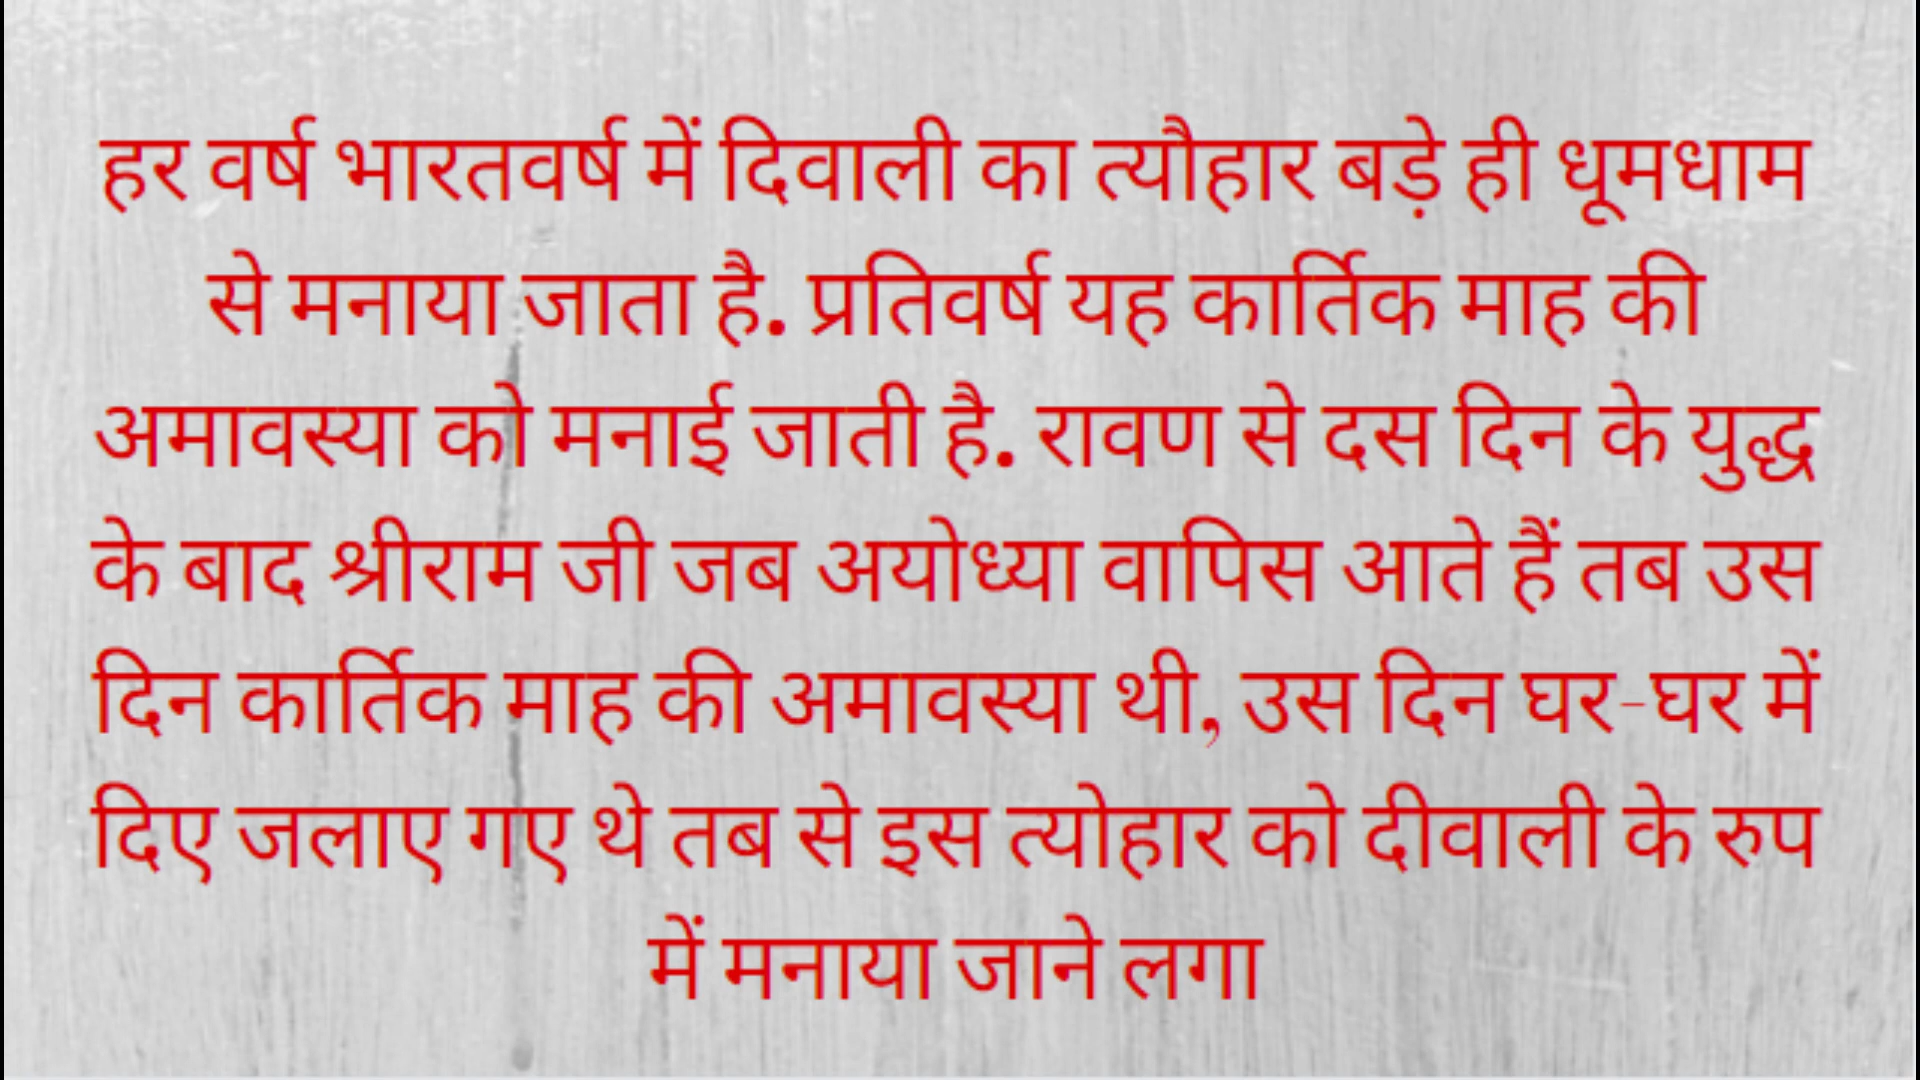 हर वर्ष भारतवर्ष में दिवाली का त्यौहार बड़े ही धूमधाम
से मनाया जाता है. प्रतिवर्ष यह कार्तिक माह की
अमावस्या को मनाई जाती है. रावण से दस दिन के युद्ध
के बाद श्रीराम जी जब अयोध्या वापिस आते हैं तब उस
दिन कार्तिक माह की अमावस्या थी, उस दिन घर-घर में
दिए जलाए गए थे तब से इस त्योहार को दीवाली के रुप
में मनाया जाने लगा